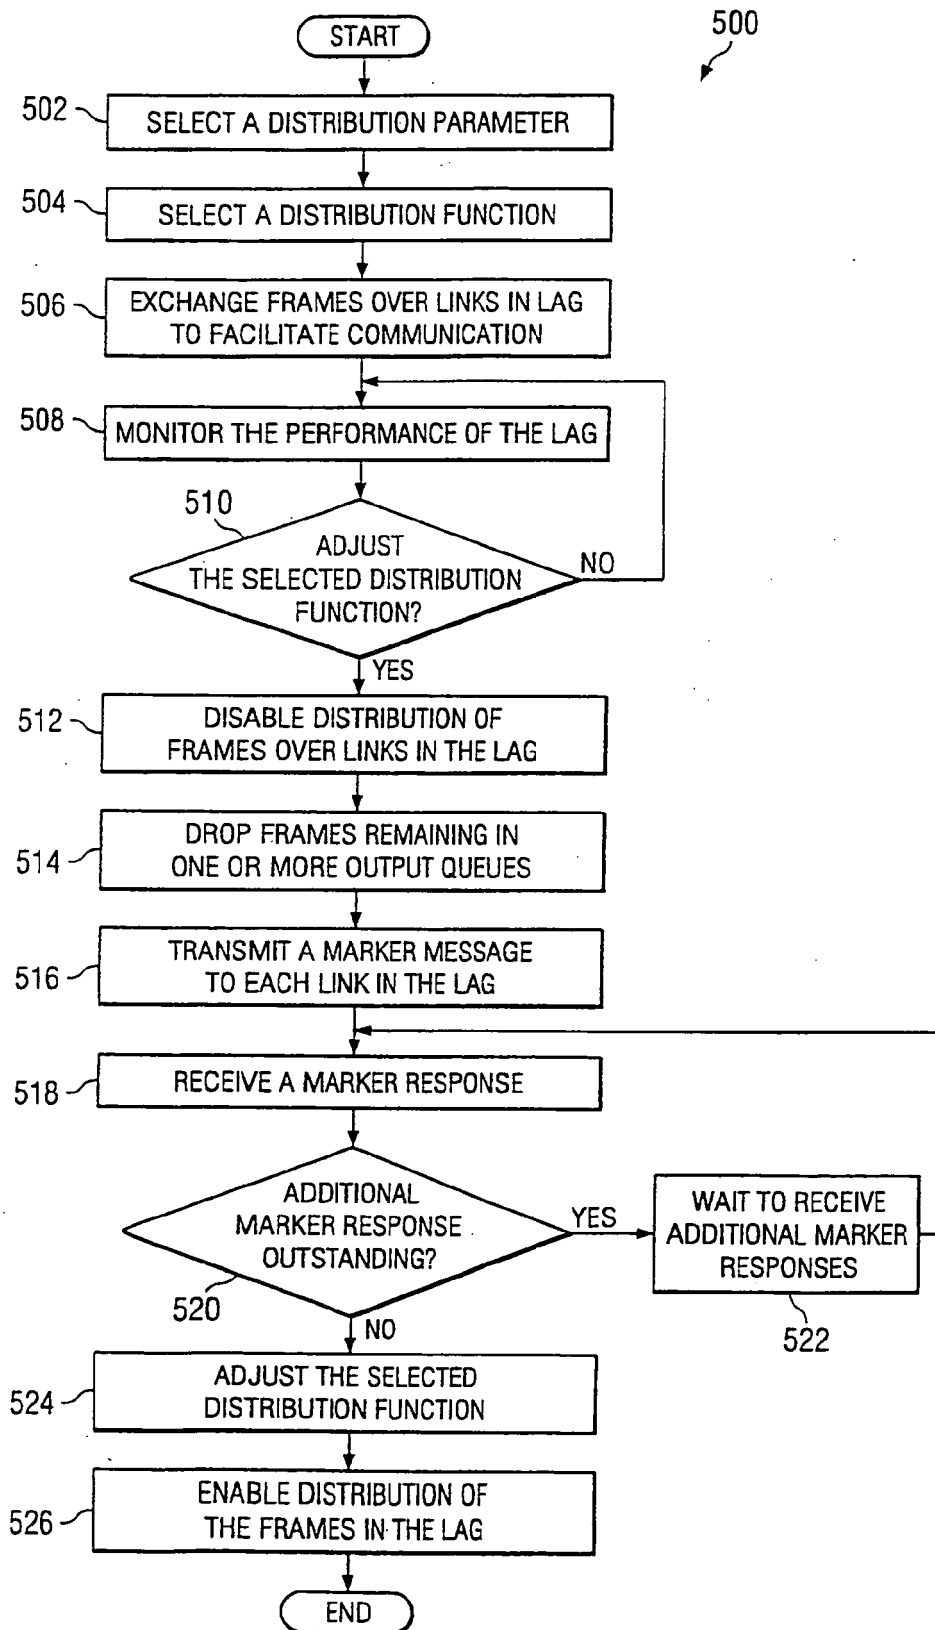 START
500
502
SELECT A DISTRIBUTION PARAMETER
504
SELECT A DISTRIBUTION FUNCTION
506
EXCHANGE FRAMES OVER LINKS IN LAG
TO FACILITATE COMMUNICATION
508
MONITOR THE PERFORMANCE OF THE LAG
510
ADJUST
THE SELECTED DISTRIBUTION
FUNCTION?
NO
YES
512
DISABLE DISTRIBUTION OF
FRAMES OVER LINKS IN THE LAG
514
DROP FRAMES REMAINING IN
ONE OR MORE OUTPUT QUEUES
516
TRANSMIT A MARKER MESSAGE
TO EACH LINK IN THE LAG
518
RECEIVE A MARKER RESPONSE
ADDITIONAL
MARKER RESPONSE
OUTSTANDING?
520
YES
WAIT TO RECEIVE
ADDITIONAL MARKER
RESPONSES
522
NO
524
ADJUST THE SELECTED
DISTRIBUTION FUNCTION
526
ENABLE DISTRIBUTION OF
THE FRAMES IN THE LAG
END